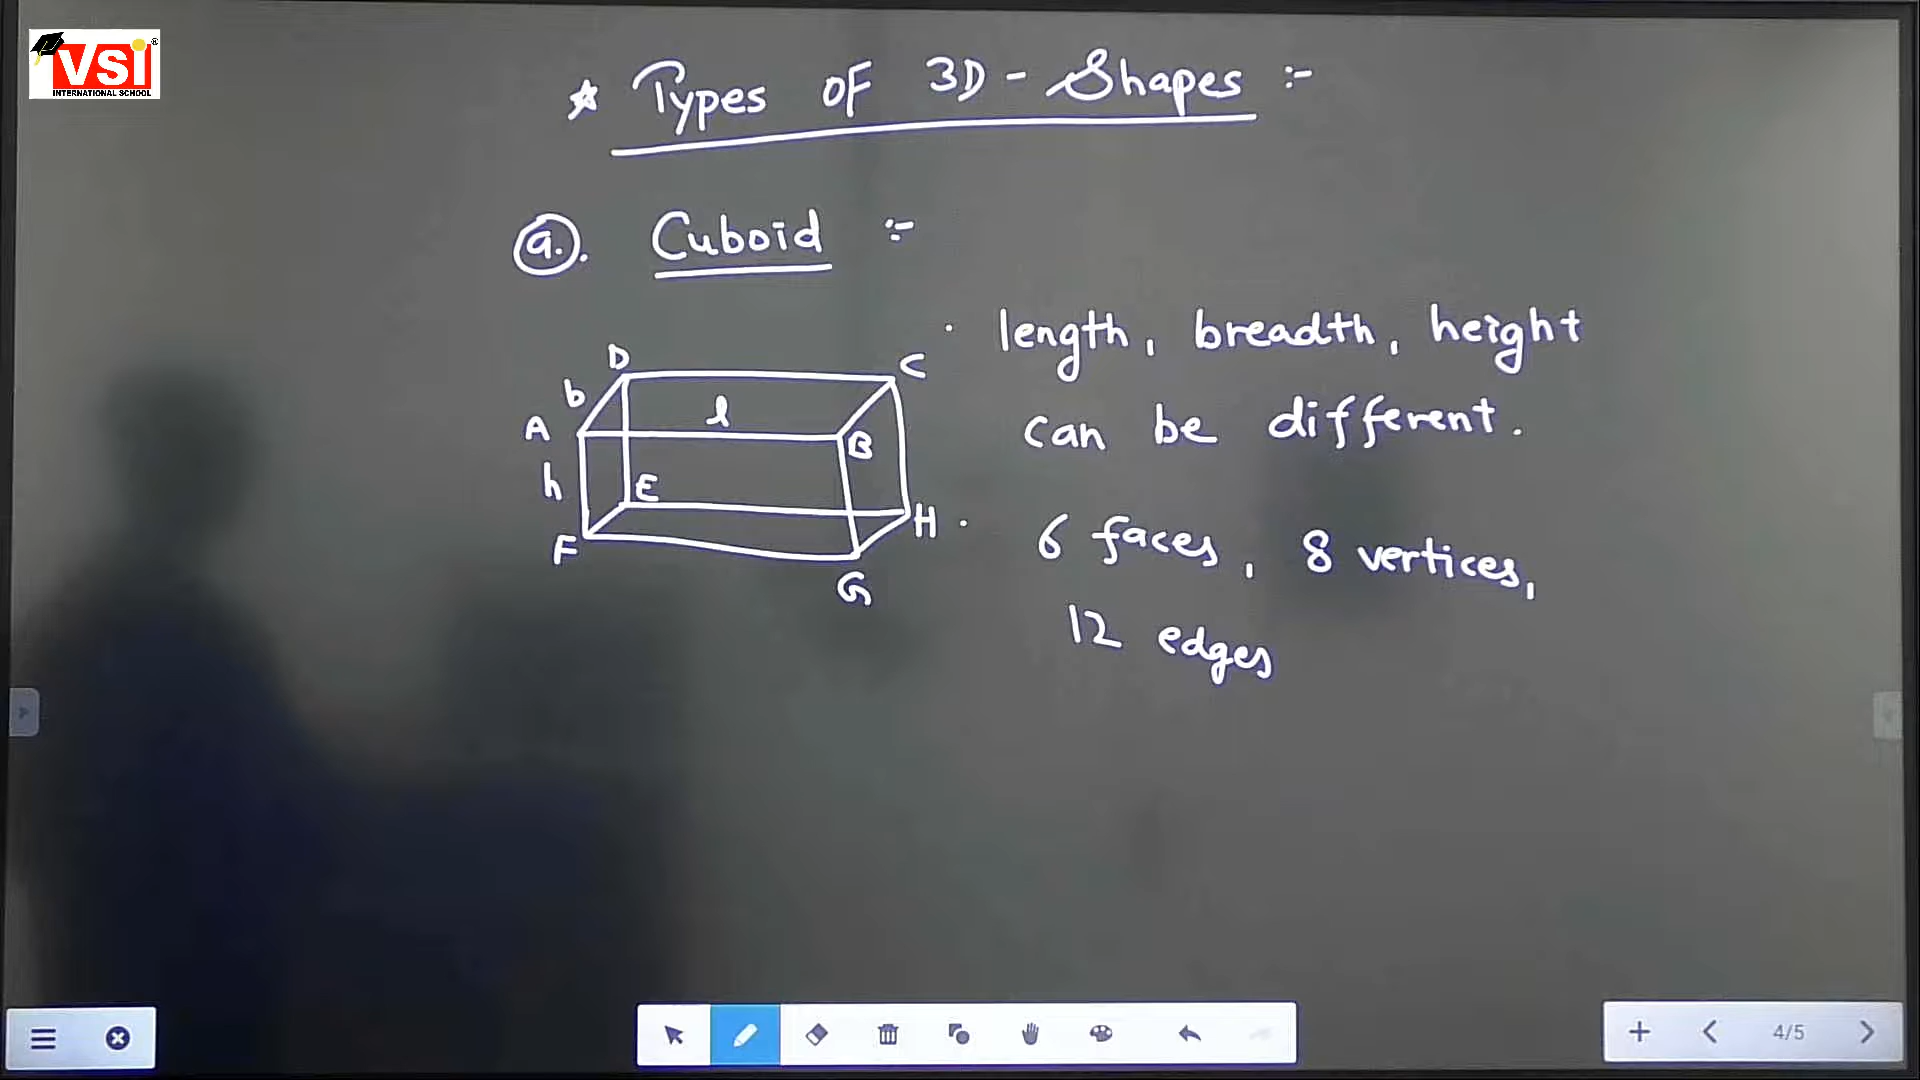 VSI
INTERNATIONAL SCHOOL
☆ Types OF 3D - Shapes :-
(a.). Cuboid :-
D
C
b
l
A
B
h
E
H
F
G
· length, breadth, height
can be different.
· 6 faces, 8 vertices,
12 edges
4/5